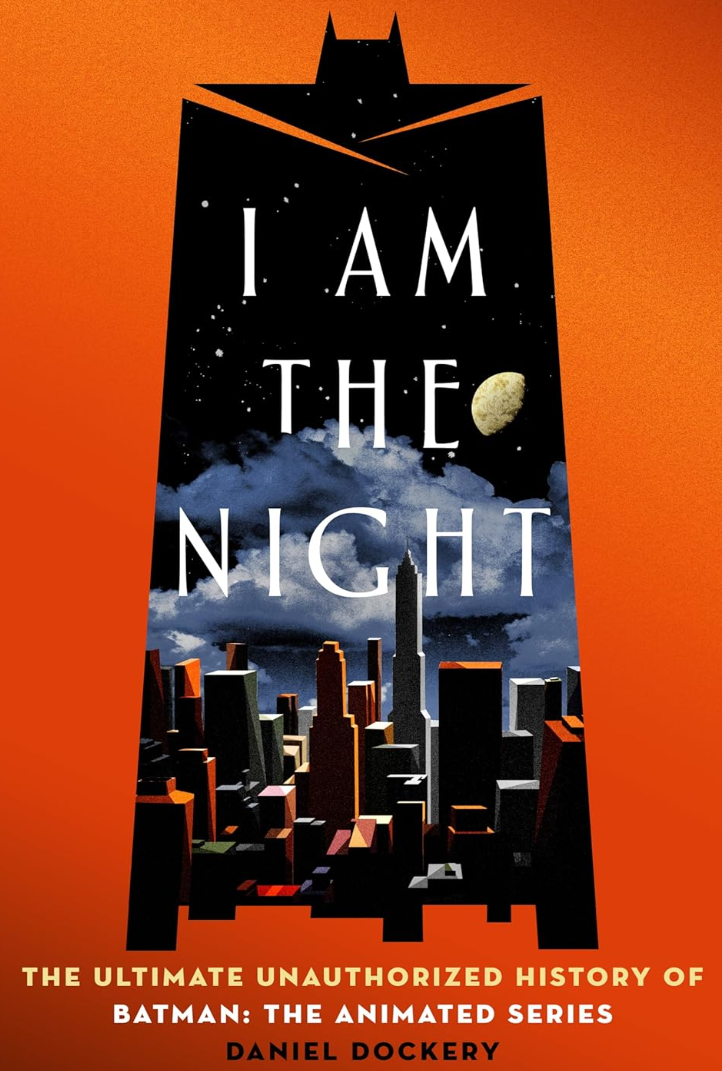 I AM
THE
NIGHT
THE ULTIMATE UNAUTHORIZED HISTORY OF
BATMAN: THE ANIMATED SERIES
DANIEL DOCKERY